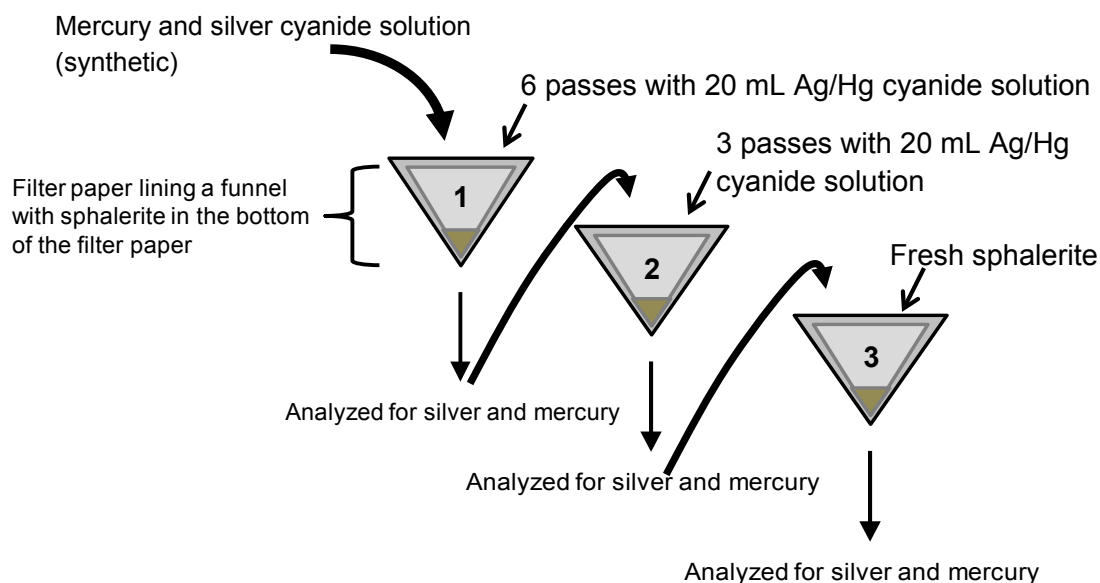 Mercury and silver cyanide solution
(synthetic)
6 passes with 20 mL Ag/Hg cyanide solution
3 passes with 20 mL Ag/Hg
cyanide solution
Filter paper lining a funnel
with sphalerite in the bottom
of the filter paper
1
2
Fresh sphalerite
3
Analyzed for silver and mercury
Analyzed for silver and mercury
Analyzed for silver and mercury